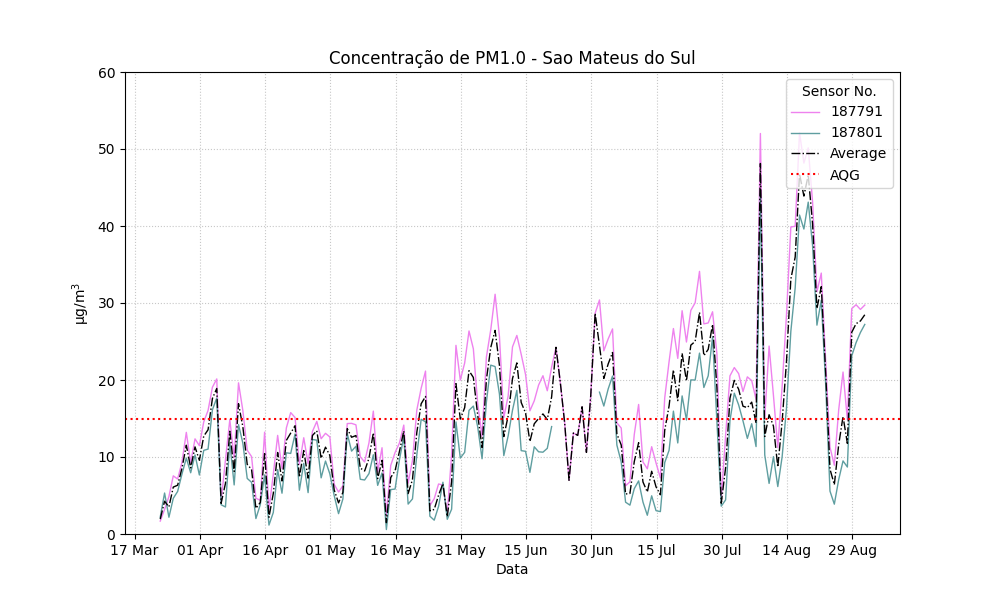 Concentração de PM1.0 - Sao Mateus do Sul
60
50
40
30
20
10
0
µg/m³
Sensor No.
187791
187801
Average
AQG
17 Mar
01 Apr
16 Apr
01 May
16 May
31 May
15 Jun
30 Jun
15 Jul
30 Jul
14 Aug
29 Aug
Data